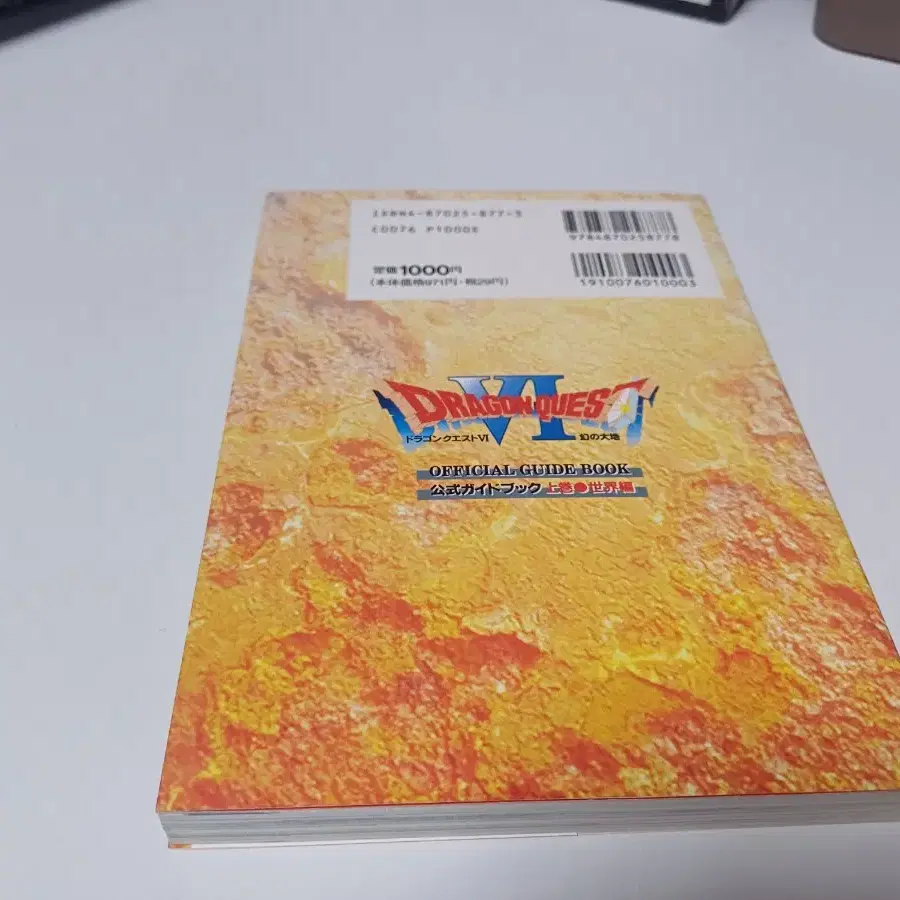 ISBN4-87025-877-3
C0076 P1000E
定価1000円
(本体価格971円・税29円)
9784870258778
1910076010003
DRAGON QUEST
VI
ドラゴンクエストVI 幻の大地
OFFICIAL GUIDE BOOK
公式ガイドブック 上巻●世界編